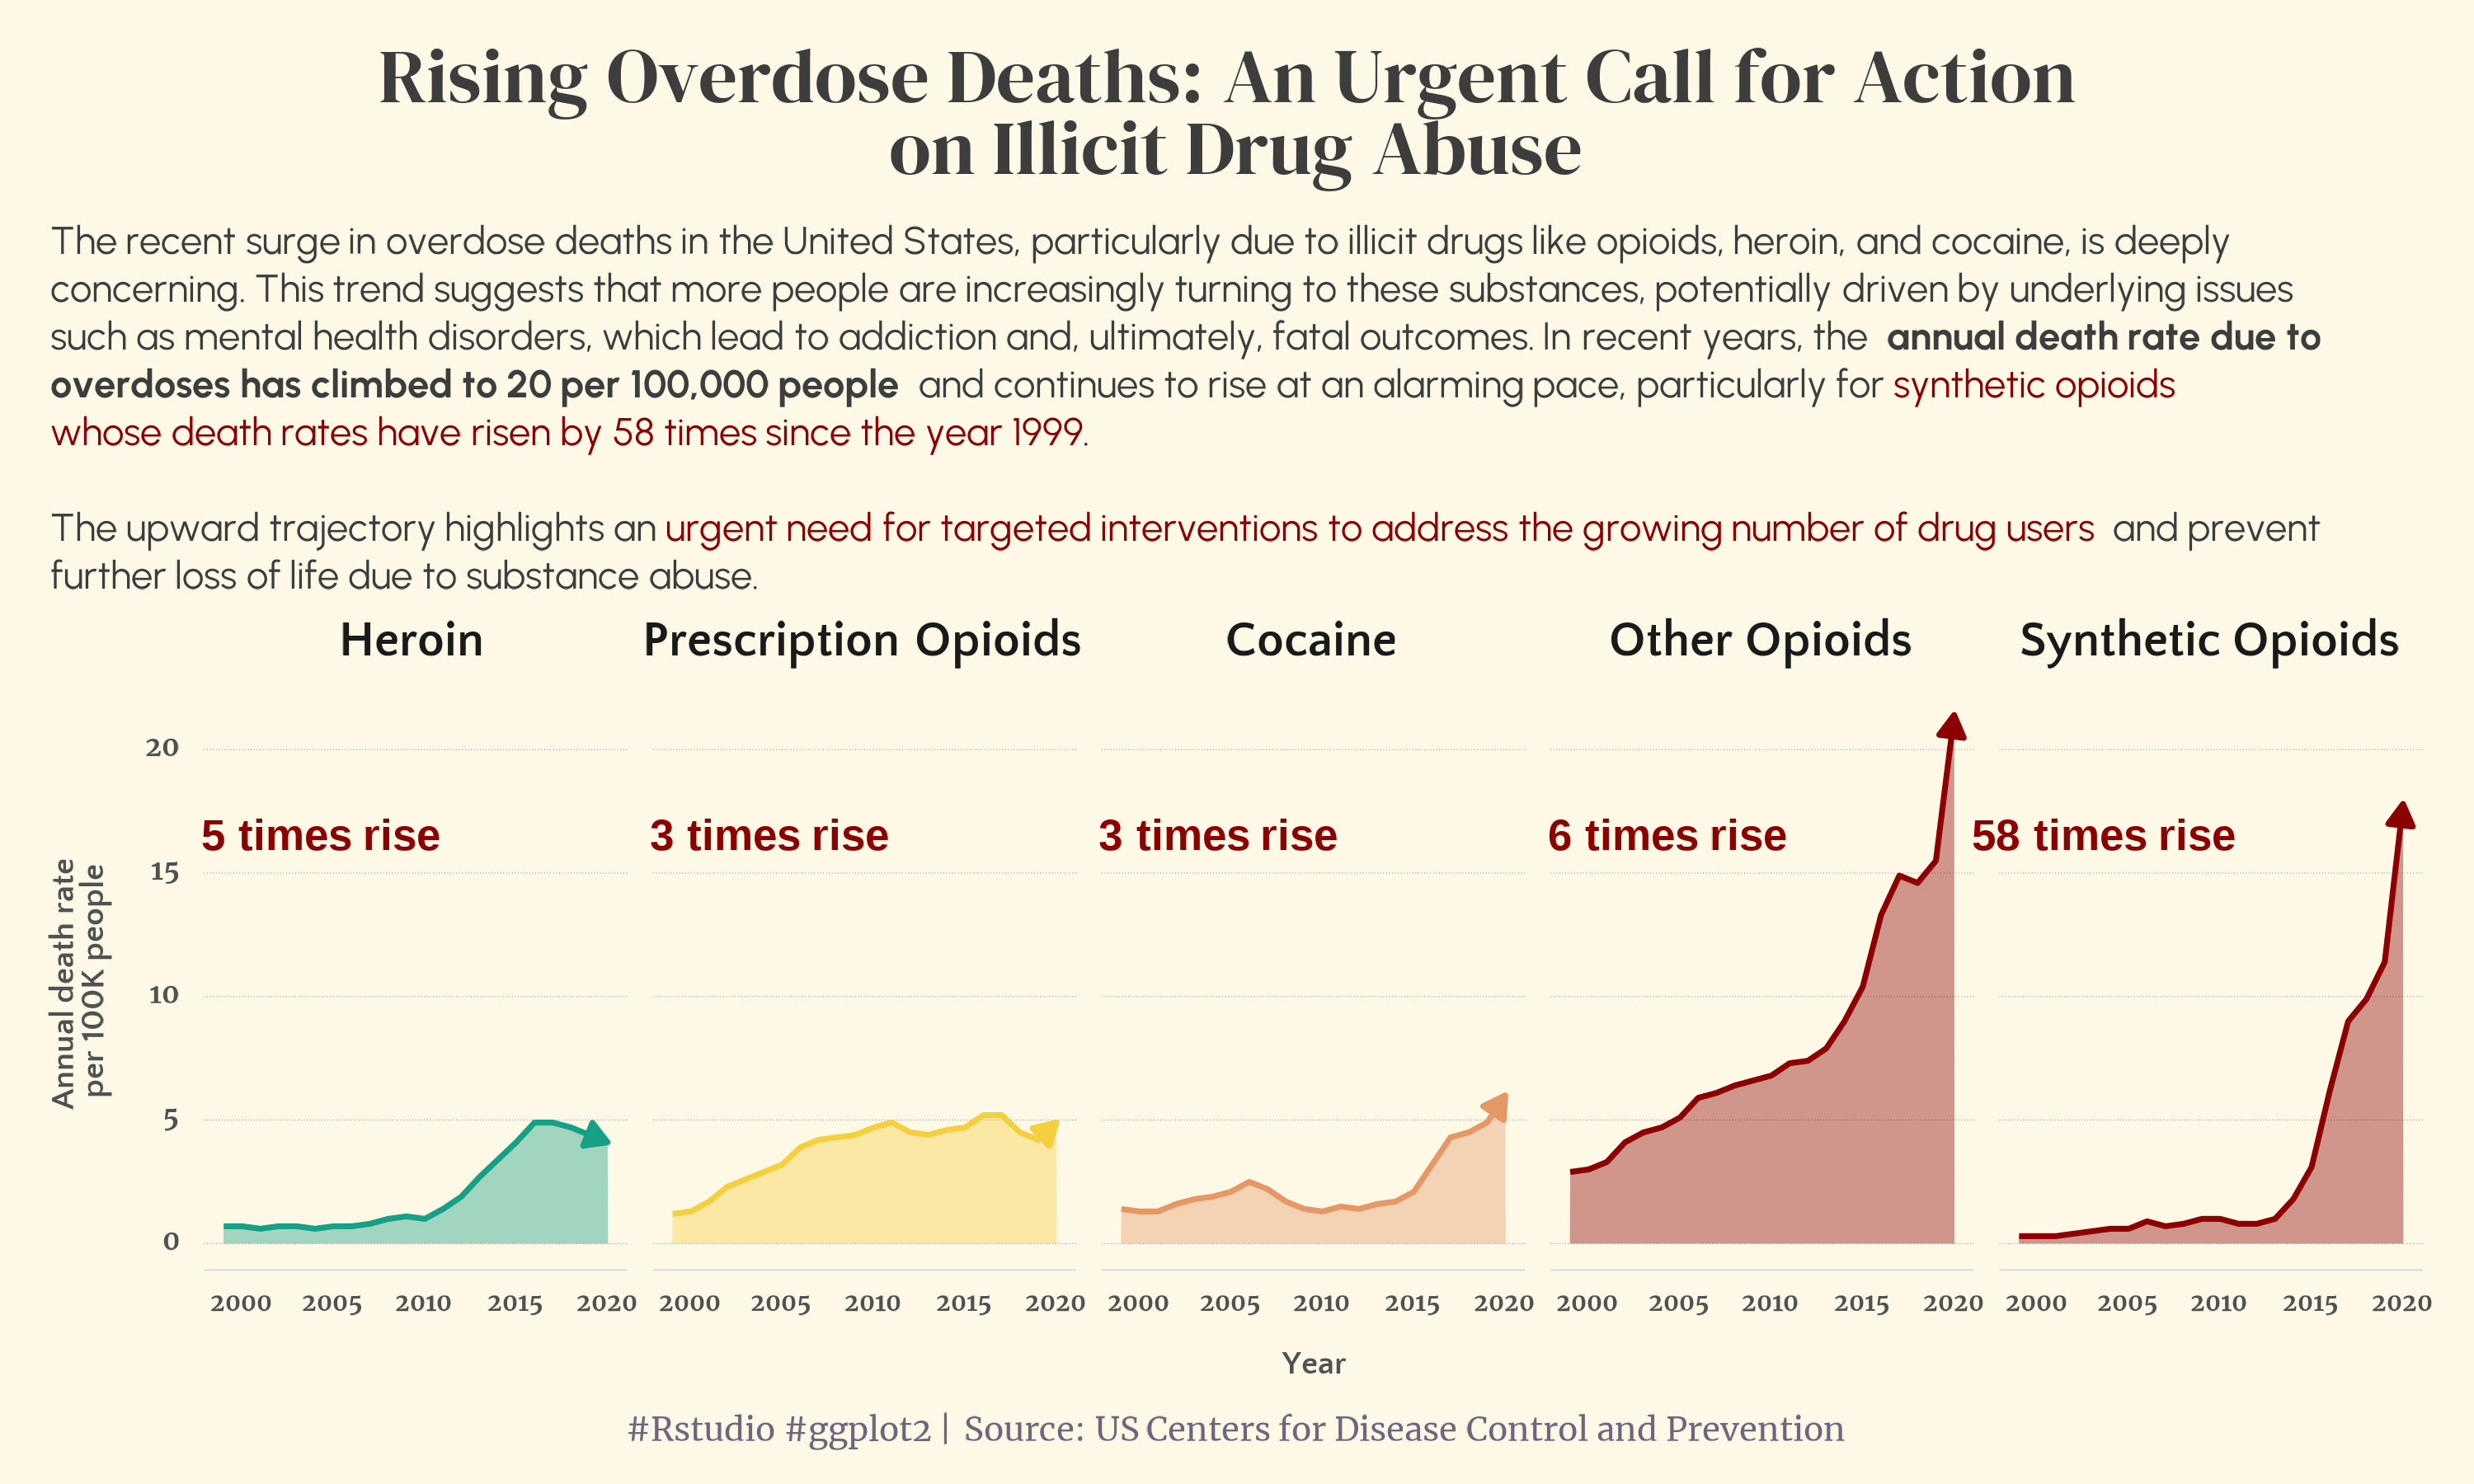 Rising Overdose Deaths: An Urgent Call for Action
on Illicit Drug Abuse
The recent surge in overdose deaths in the United States, particularly due to illicit drugs like opioids, heroin, and cocaine, is deeply
concerning. This trend suggests that more people are increasingly turning to these substances, potentially driven by underlying issues
such as mental health disorders, which lead to addiction and, ultimately, fatal outcomes. In recent years, the annual death rate due to
overdoses has climbed to 20 per 100,000 people and continues to rise at an alarming pace, particularly for synthetic opioids
whose death rates have risen by 58 times since the year 1999.
The upward trajectory highlights an urgent need for targeted interventions to address the growing number of drug users and prevent
further loss of life due to substance abuse.
Heroin Prescription Opioids Cocaine Other Opioids Synthetic Opioids
20
5 times rise 3 times rise 3 times rise 6 times rise 58 times rise
15
10
5
0
Annual death rate
per 100K people
2000 2005 2010 2015 2020 2000 2005 2010 2015 2020 2000 2005 2010 2015 2020 2000 2005 2010 2015 2020 2000 2005 2010 2015 2020
Year
#Rstudio #ggplot2 | Source: US Centers for Disease Control and Prevention